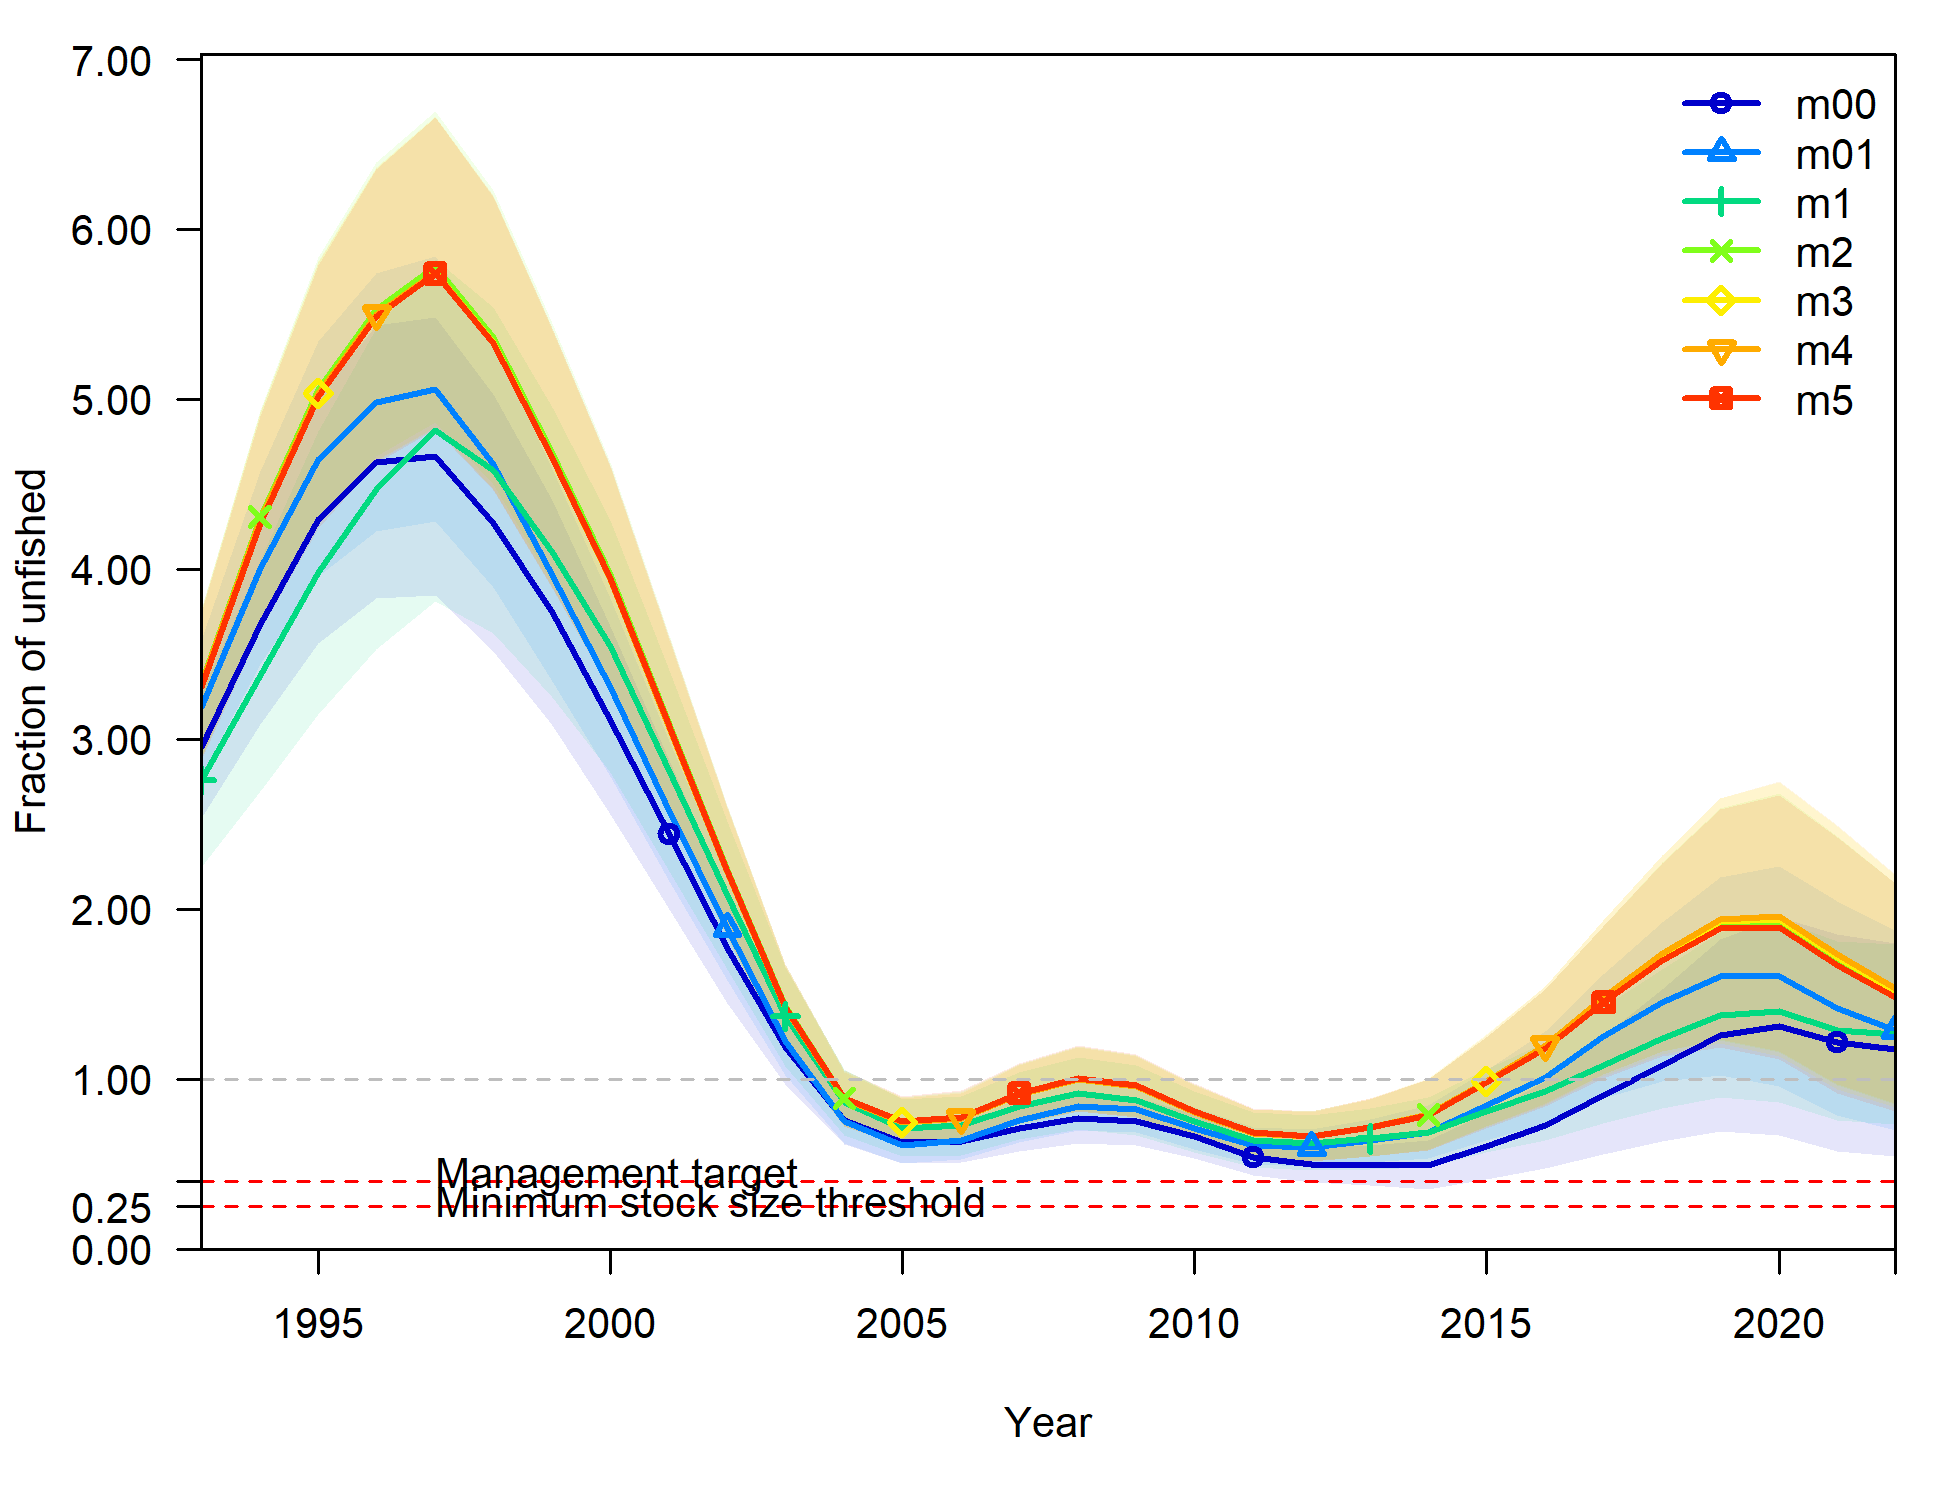 7.00
6.00
5.00
4.00
3.00
2.00
1.00
0.25
0.00
Fraction of unfished
m00
m01
m1
m2
m3
m4
m5
Management target
Minimum stock size threshold
1995 2000 2005 2010 2015 2020
Year